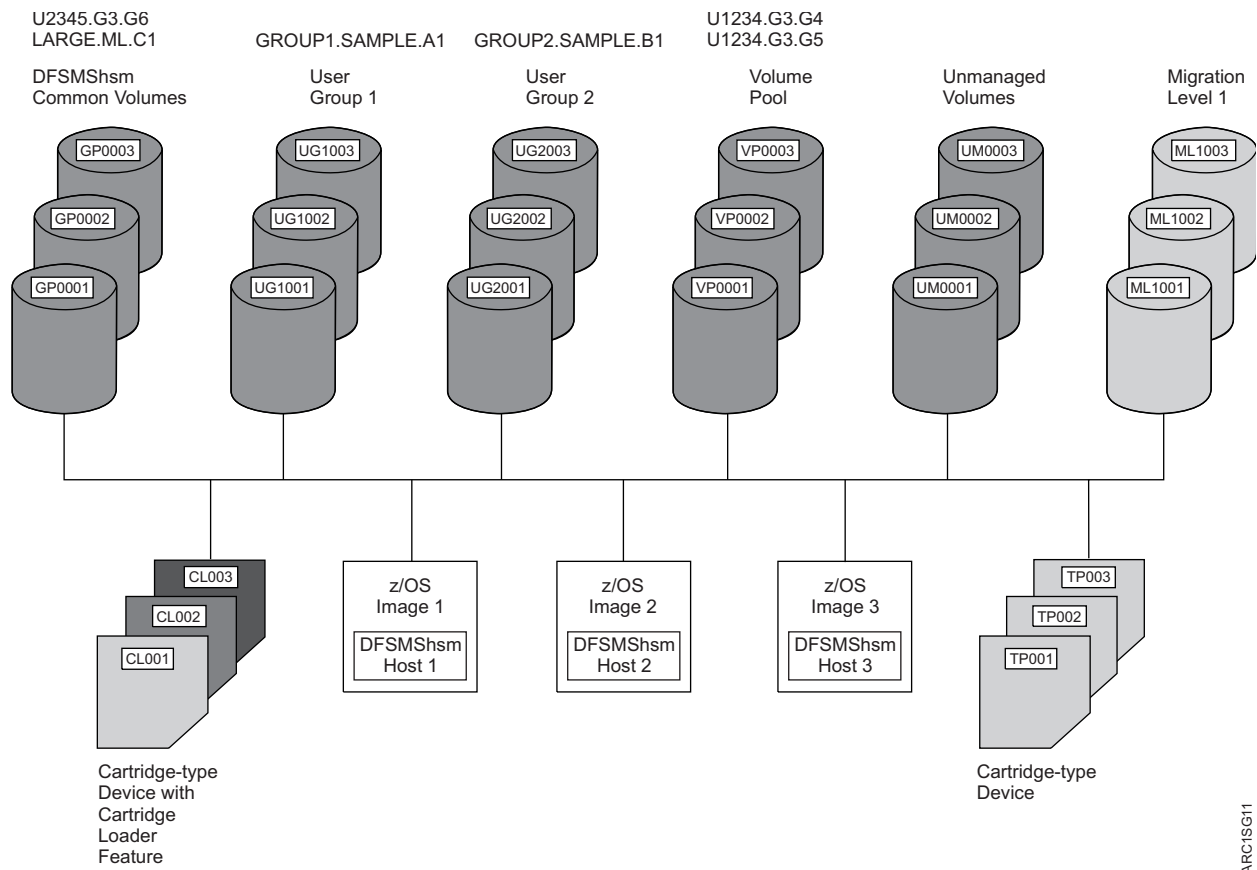 U2345.G3.G6
LARGE.ML.C1
GROUP1.SAMPLE.A1
GROUP2.SAMPLE.B1
U1234.G3.G4
U1234.G3.G5
DFSMShsm
Common Volumes
User
Group 1
User
Group 2
Volume
Pool
Unmanaged
Volumes
Migration
Level 1
GP0003
UG1003
UG2003
VP0003
UM0003
ML1003
GP0002
UG1002
UG2002
VP0002
UM0002
ML1002
GP0001
UG1001
UG2001
VP0001
UM0001
ML1001
CL003
CL002
CL001
z/OS
Image 1
DFSMShsm
Host 1
z/OS
Image 2
DFSMShsm
Host 2
z/OS
Image 3
DFSMShsm
Host 3
TP003
TP002
TP001
Cartridge-type
Device with
Cartridge
Loader
Feature
Cartridge-type
Device
ARC1SG11